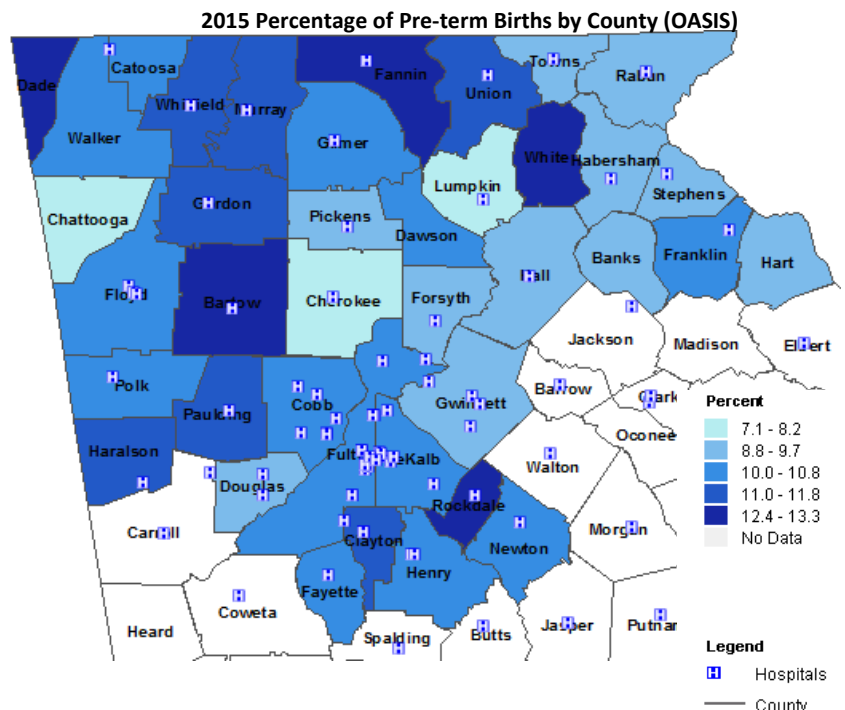 2015 Percentage of Pre-term Births by County (OASIS)
Dade
Catoosa
Fannin
Towns
Rabun
Union
Whitfield
Murray
Walker
Gilmer
White
Habersham
Lumpkin
Stephens
Chattooga
Gordon
Pickens
Dawson
Banks
Franklin
Hart
Hall
Floyd
Bartow
Cherokee
Forsyth
Jackson
Madison
Elbert
Polk
Cobb
Gwinnett
Barrow
Clark
Paulding
Oconee
Haralson
Fult
DeKalb
Walton
Douglas
Rockdale
Carroll
Clayton
Newton
Morgan
Henry
Fayette
Coweta
Heard
Spalding
Butts
Jasper
Putnar
Percent
7.1 - 8.2
8.8 - 9.7
10.0 - 10.8
11.0 - 11.8
12.4 - 13.3
No Data
Legend
H Hospitals
County